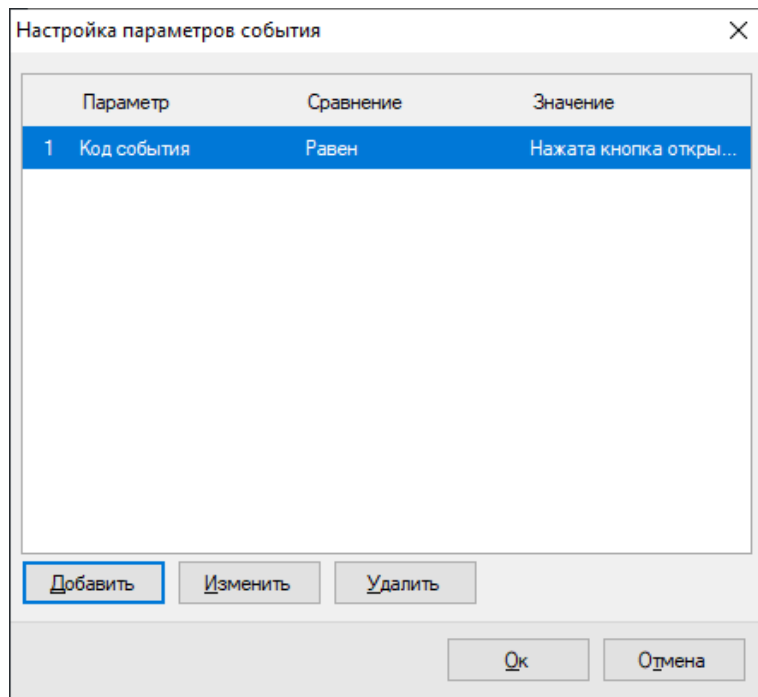 Настройка параметров события
Параметр Сравнение Значение
1 Код события Равен Нажата кнопка откры...
Добавить Изменить Удалить
Ок Отмена